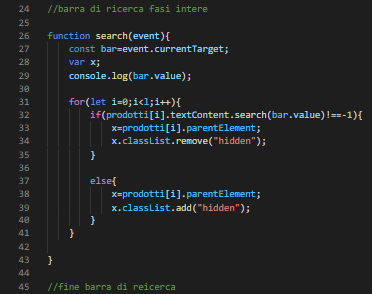 24 //barra di ricerca fasi intere
25
26 function search(event){
27 const bar=event.currentTarget;
28 var x;
29 console.log(bar.value);
30
31 for(let i=0;i<l;i++){
32 if(prodotti[i].textContent.search(bar.value)!==-1){
33 x=prodotti[i].parentElement;
34 x.classList.remove("hidden");
35 }
36
37 else{
38 x=prodotti[i].parentElement;
39 x.classList.add("hidden");
40 }
41 }
42
43 }
44
45 //fine barra di reicerca